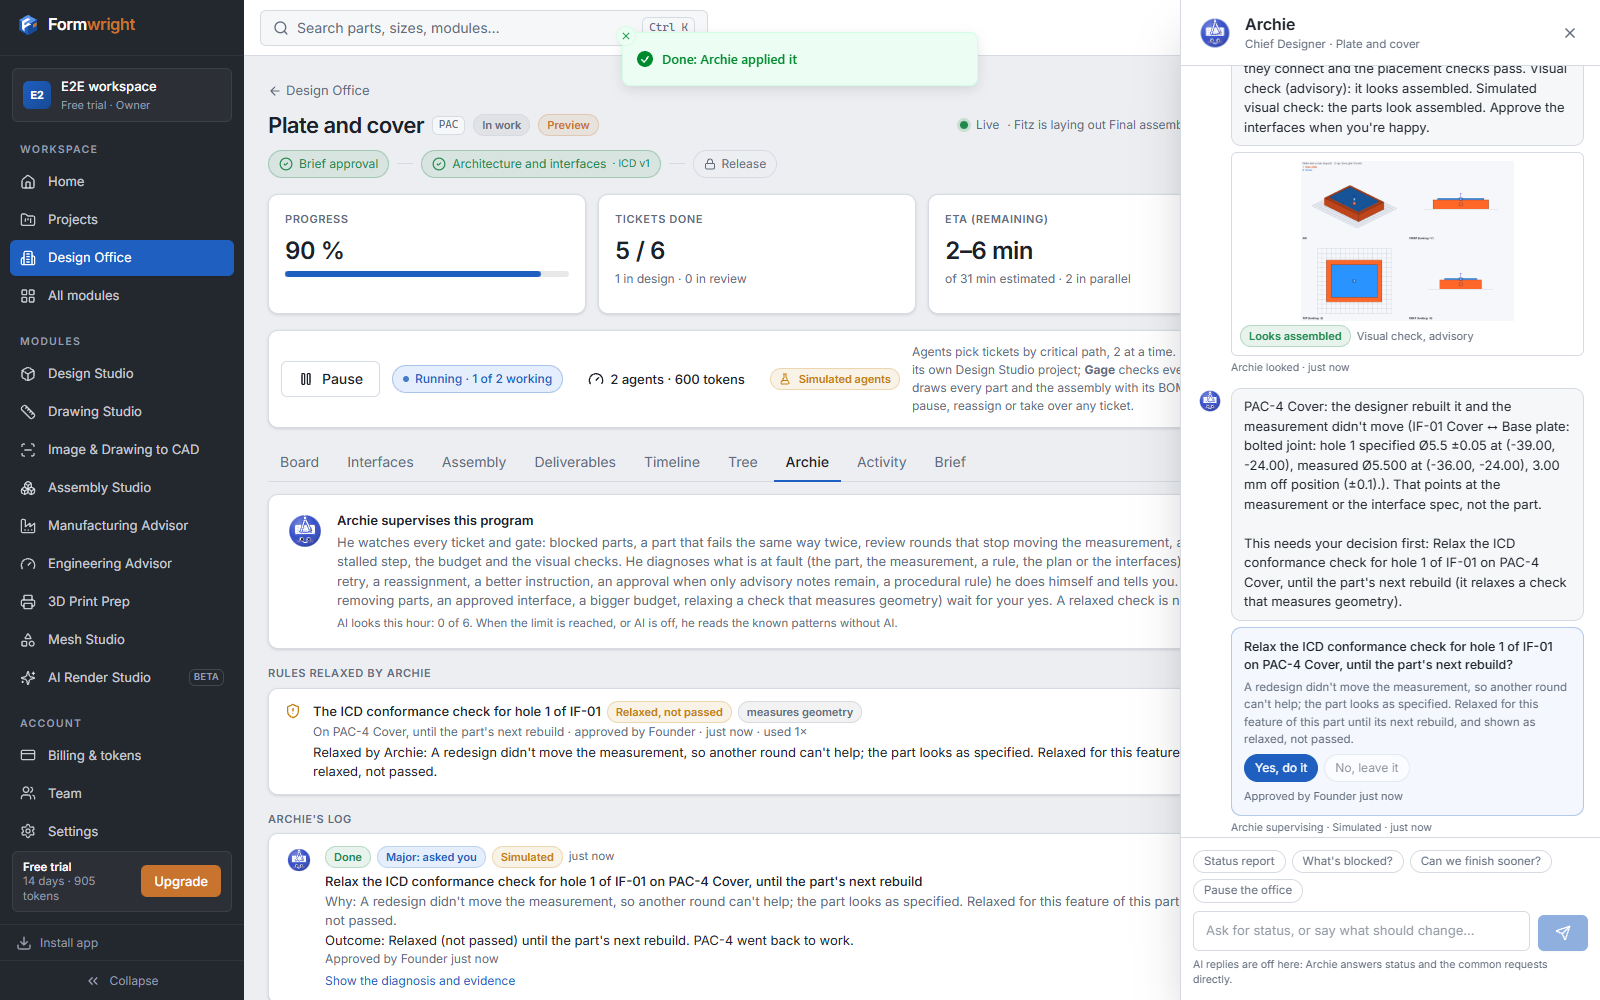 Formwright
E2
E2E workspace
Free trial · Owner
WORKSPACE
Home
Projects
Design Office
All modules
MODULES
Design Studio
Drawing Studio
Image & Drawing to CAD
Assembly Studio
Manufacturing Advisor
Engineering Advisor
3D Print Prep
Mesh Studio
AI Render Studio BETA
ACCOUNT
Billing & tokens
Team
Settings
Free trial
14 days · 905
tokens
Upgrade
Install app
Collapse
Search parts, sizes, modules...
Ctrl K
Done: Archie applied it
Design Office
Plate and cover PAC In work Preview
Live · Fitz is laying out Final assemb
Brief approval
Architecture and interfaces · ICD v1
Release
PROGRESS
90 %
TICKETS DONE
5 / 6
1 in design · 0 in review
ETA (REMAINING)
2–6 min
of 31 min estimated · 2 in parallel
Pause
Running · 1 of 2 working
2 agents · 600 tokens
Simulated agents
Agents pick tickets by critical path, 2 at a time.
its own Design Studio project; Gage checks eve
draws every part and the assembly with its BOM
pause, reassign or take over any ticket.
Board Interfaces Assembly Deliverables Timeline Tree Archie Activity Brief
Archie supervises this program
He watches every ticket and gate: blocked parts, a part that fails the same way twice, review rounds that stop moving the measurement, a
stalled step, the budget and the visual checks. He diagnoses what is at fault (the part, the measurement, a rule, the plan or the interfaces)
retry, a reassignment, a better instruction, an approval when only advisory notes remain, a procedural rule) he does himself and tells you.
removing parts, an approved interface, a bigger budget, relaxing a check that measures geometry) wait for your yes. A relaxed check is n
AI looks this hour: 0 of 6. When the limit is reached, or AI is off, he reads the known patterns without AI.
RULES RELAXED BY ARCHIE
The ICD conformance check for hole 1 of IF-01 Relaxed, not passed measures geometry
On PAC-4 Cover, until the part's next rebuild · approved by Founder · just now · used 1×
Relaxed by Archie: A redesign didn't move the measurement, so another round can't help; the part looks as specified. Relaxed for this feature
relaxed, not passed.
ARCHIE'S LOG
Done Major: asked you Simulated just now
Relax the ICD conformance check for hole 1 of IF-01 on PAC-4 Cover, until the part's next rebuild
Why: A redesign didn't move the measurement, so another round can't help; the part looks as specified. Relaxed for this feature of this part
not passed.
Outcome: Relaxed (not passed) until the part's next rebuild. PAC-4 went back to work.
Approved by Founder just now
Show the diagnosis and evidence
Archie
Chief Designer · Plate and cover
they connect and the placement checks pass. Visual
check (advisory): it looks assembled. Simulated
visual check: the parts look assembled. Approve the
interfaces when you're happy.
Looks assembled Visual check, advisory
Archie looked · just now
PAC-4 Cover: the designer rebuilt it and the
measurement didn't move (IF-01 Cover ↔ Base plate:
bolted joint: hole 1 specified Ø5.5 ±0.05 at (-39.00,
-24.00), measured Ø5.500 at (-36.00, -24.00), 3.00
mm off position (±0.1).). That points at the
measurement or the interface spec, not the part.
This needs your decision first: Relax the ICD
conformance check for hole 1 of IF-01 on PAC-4
Cover, until the part's next rebuild (it relaxes a check
that measures geometry).
Relax the ICD conformance check for hole 1 of IF-01
on PAC-4 Cover, until the part's next rebuild?
A redesign didn't move the measurement, so another round
can't help; the part looks as specified. Relaxed for this
feature of this part until its next rebuild, and shown as
relaxed, not passed.
Yes, do it No, leave it
Approved by Founder just now
Archie supervising · Simulated · just now
Status report What's blocked? Can we finish sooner?
Pause the office
Ask for status, or say what should change...
AI replies are off here: Archie answers status and the common requests
directly.